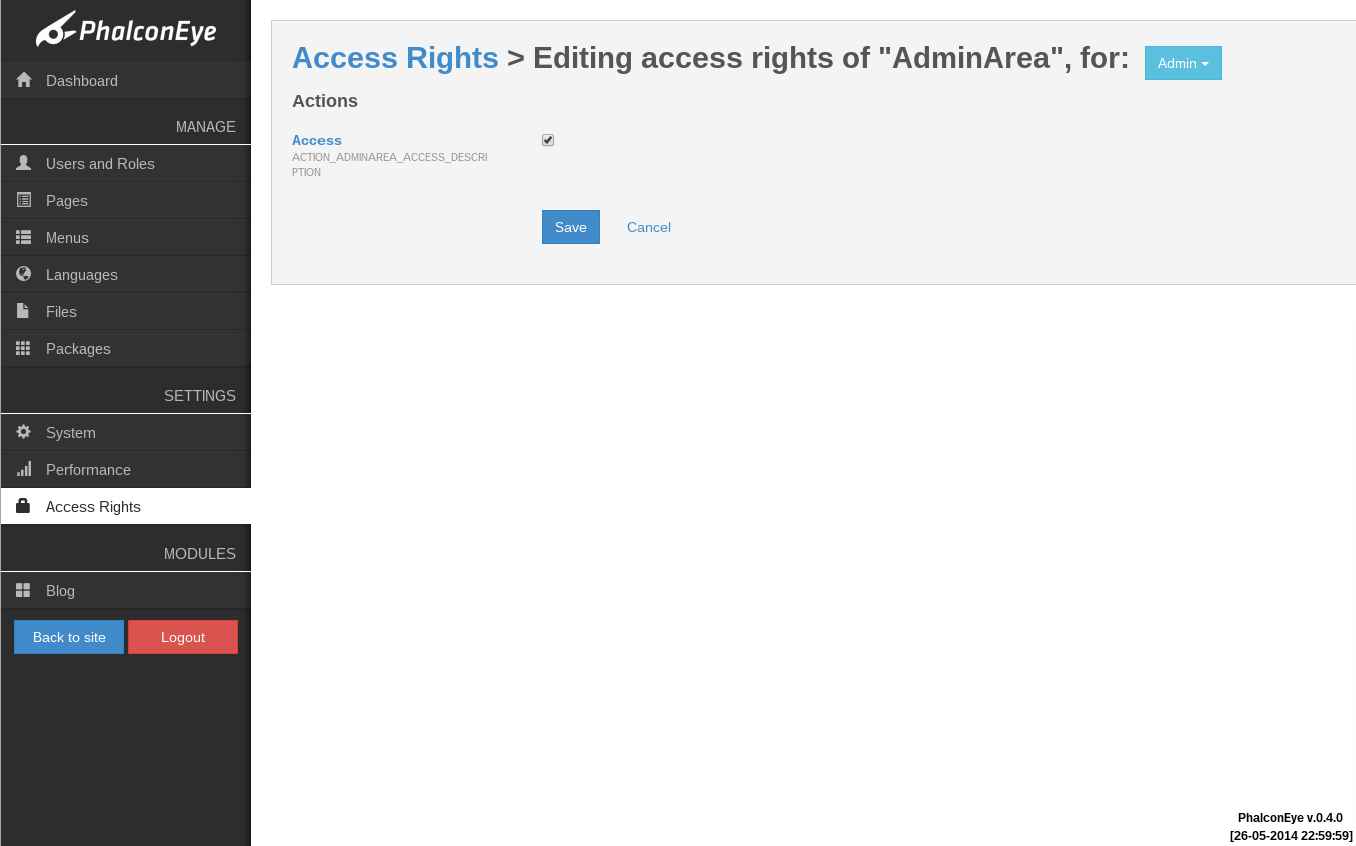 PhalconEye
Dashboard
MANAGE
Users and Roles
Pages
Menus
Languages
Files
Packages
SETTINGS
System
Performance
Access Rights
MODULES
Blog
Back to site
Logout
Access Rights > Editing access rights of "AdminArea", for: Admin
Actions
Access
ACTION_ADMINAREA_ACCESS_DESCRI
PTION
Save
Cancel
PhalconEye v.0.4.0
[26-05-2014 22:59:59]